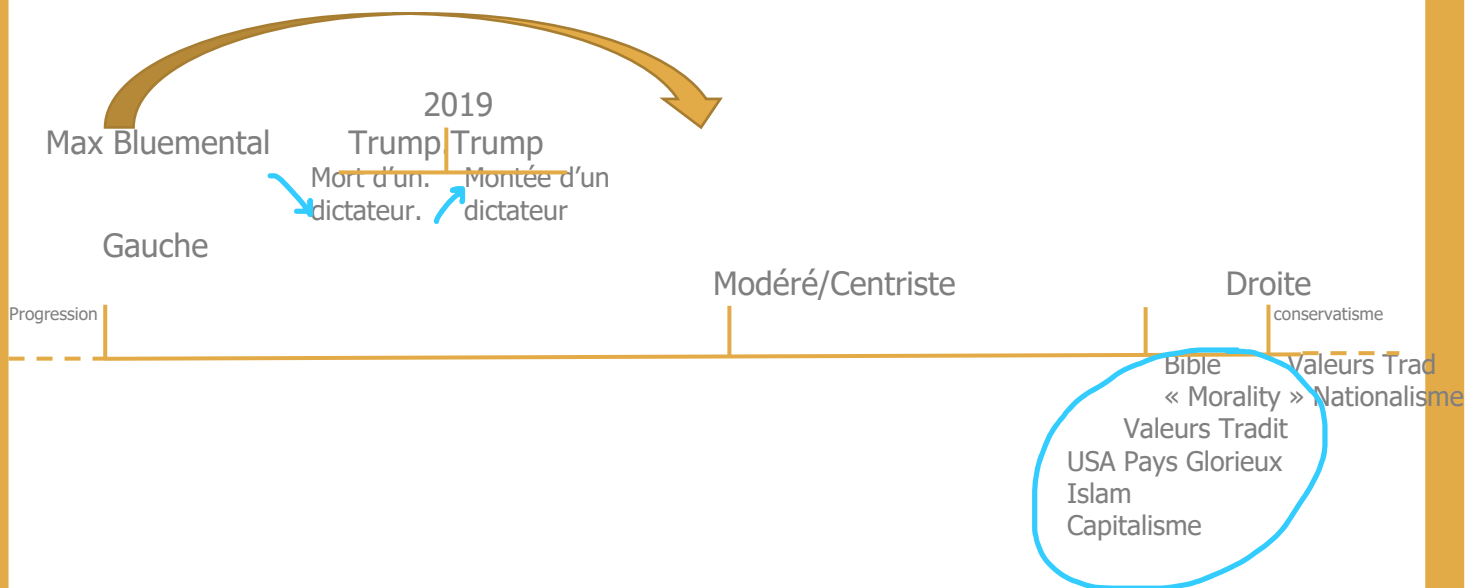 2019
Max Bluemental
Trump Trump
Mort d'un.
dictateur.
Montée d'un
dictateur
Gauche
Modéré/Centriste
Droite
Progression
conservatisme
Bible
« Morality »
Valeurs Trad
Nationalisme
Valeurs Tradit
USA Pays Glorieux
Islam
Capitalisme